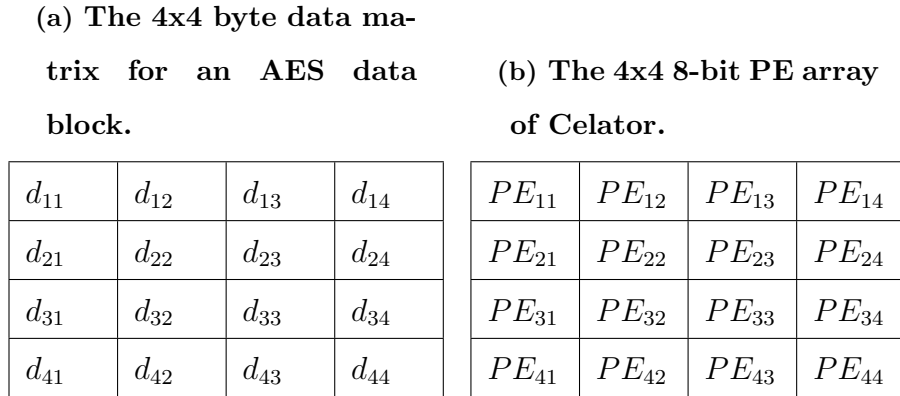 (a) The 4x4 byte data ma-
trix for an AES data
block.
d11 d12 d13 d14
d21 d22 d23 d24
d31 d32 d33 d34
d41 d42 d43 d44
(b) The 4x4 8-bit PE array
of Celator.
PE11 PE12 PE13 PE14
PE21 PE22 PE23 PE24
PE31 PE32 PE33 PE34
PE41 PE42 PE43 PE44